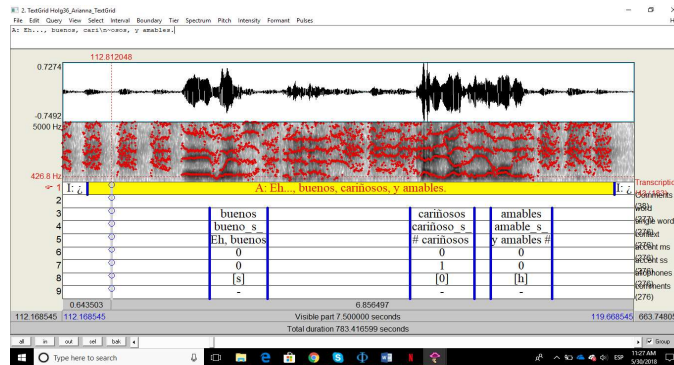 2. TextGrid Holg36_Arianna_TextGrid
File Edit Query View Select Interval Boundary Tier Spectrum Pitch Intensity Formant Pulses
A: Eh..., buenos, cari\n~osos, y amables.
112.812048
0.7274
-0.7492
5000 Hz
426.8 Hz
1 I: ¿ A: Eh..., buenos, cariñosos, y amables. I: ¿
2
3 buenos cariñosos amables
4 bueno_s_ cariñoso_s_ amable_s_
5 Eh, buenos # cariñosos y amables #
6 0 0 0
7 0 1 0
8 [s] [0] [h]
9 - - -
0.643503 6.856497
112.168545 112.168545 Visible part 7.500000 seconds 119.668545
Total duration 783.416599 seconds
all in out sel bak Group
Type here to search
ESP 11:27 AM
5/30/2018